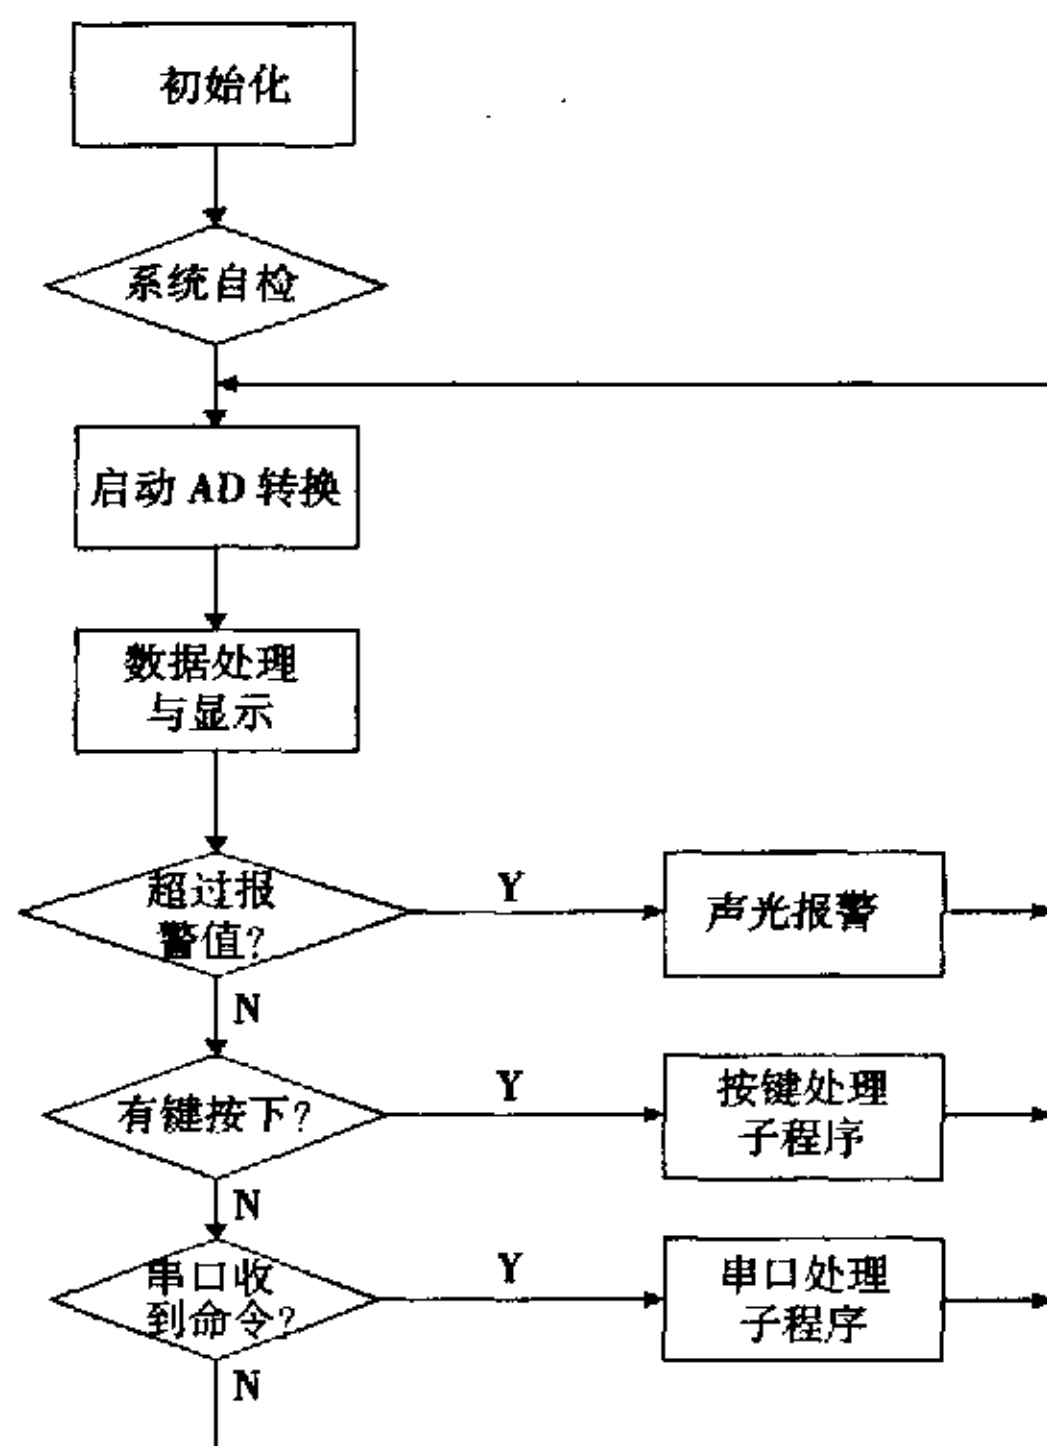 初始化
系统自检
启动 AD 转换
数据处理
与显示
超过报
警值?
Y
声光报警
N
有键按下?
Y
按键处理
子程序
N
串口收
到命令?
Y
串口处理
子程序
N